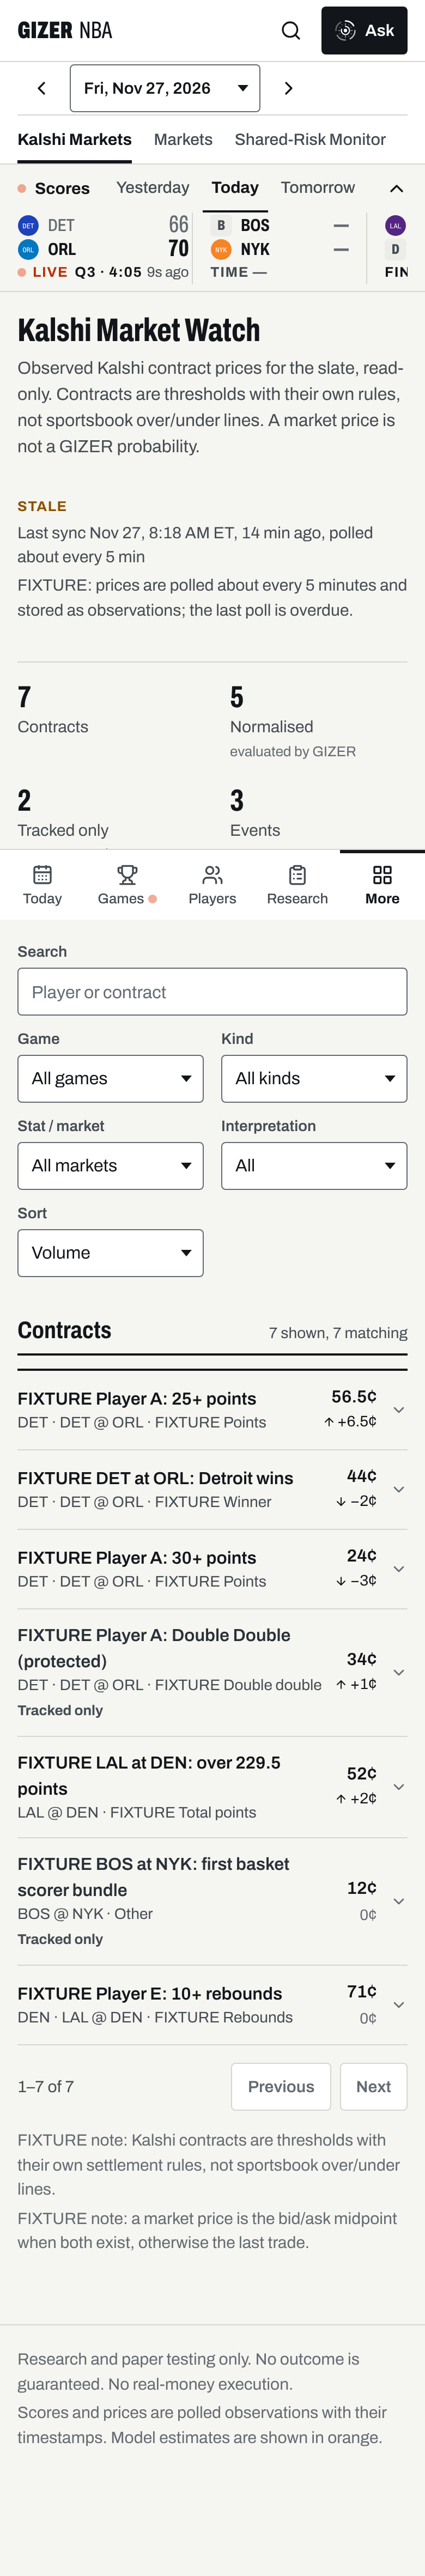 GIZER NBA
Ask
Fri, Nov 27, 2026
Kalshi Markets Markets Shared-Risk Monitor
Scores Yesterday Today Tomorrow
DET DET 66
ORL ORL 70
LIVE Q3 · 4:05 9s ago
B BOS —
NYK NYK —
TIME —
LAL
D
FIN
Kalshi Market Watch
Observed Kalshi contract prices for the slate, read-
only. Contracts are thresholds with their own rules,
not sportsbook over/under lines. A market price is
not a GIZER probability.
STALE
Last sync Nov 27, 8:18 AM ET, 14 min ago, polled
about every 5 min
FIXTURE: prices are polled about every 5 minutes and
stored as observations; the last poll is overdue.
7 5
Contracts Normalised
evaluated by GIZER
2 3
Tracked only Events
Today Games Players Research More
Search
Player or contract
Game Kind
All games All kinds
Stat / market Interpretation
All markets All
Sort
Volume
Contracts 7 shown, 7 matching
FIXTURE Player A: 25+ points 56.5¢
DET · DET @ ORL · FIXTURE Points ↑ +6.5¢
FIXTURE DET at ORL: Detroit wins 44¢
DET · DET @ ORL · FIXTURE Winner ↓ −2¢
FIXTURE Player A: 30+ points 24¢
DET · DET @ ORL · FIXTURE Points ↓ −3¢
FIXTURE Player A: Double Double
(protected) 34¢
DET · DET @ ORL · FIXTURE Double double ↑ +1¢
Tracked only
FIXTURE LAL at DEN: over 229.5
points 52¢
LAL @ DEN · FIXTURE Total points ↑ +2¢
FIXTURE BOS at NYK: first basket
scorer bundle 12¢
BOS @ NYK · Other 0¢
Tracked only
FIXTURE Player E: 10+ rebounds 71¢
DEN · LAL @ DEN · FIXTURE Rebounds 0¢
1–7 of 7 Previous Next
FIXTURE note: Kalshi contracts are thresholds with
their own settlement rules, not sportsbook over/under
lines.
FIXTURE note: a market price is the bid/ask midpoint
when both exist, otherwise the last trade.
Research and paper testing only. No outcome is
guaranteed. No real-money execution.
Scores and prices are polled observations with their
timestamps. Model estimates are shown in orange.